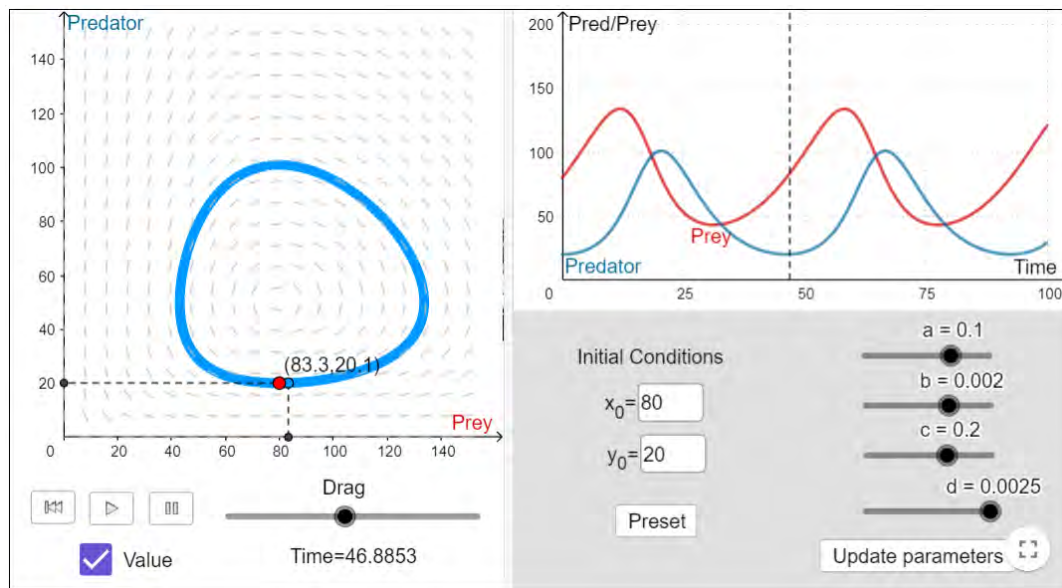 Predator
140
120
100
80
60
40
20
0
(83.3,20.1)
Prey
20 40 60 80 100 120 140
Drag
Value
Time=46.8853
Pred/Prey
200
150
100
50
Prey
Predator
Time
0 25 50 75 100
Initial Conditions
x_0=80
y_0=20
Preset
a = 0.1
b = 0.002
c = 0.2
d = 0.0025
Update parameters